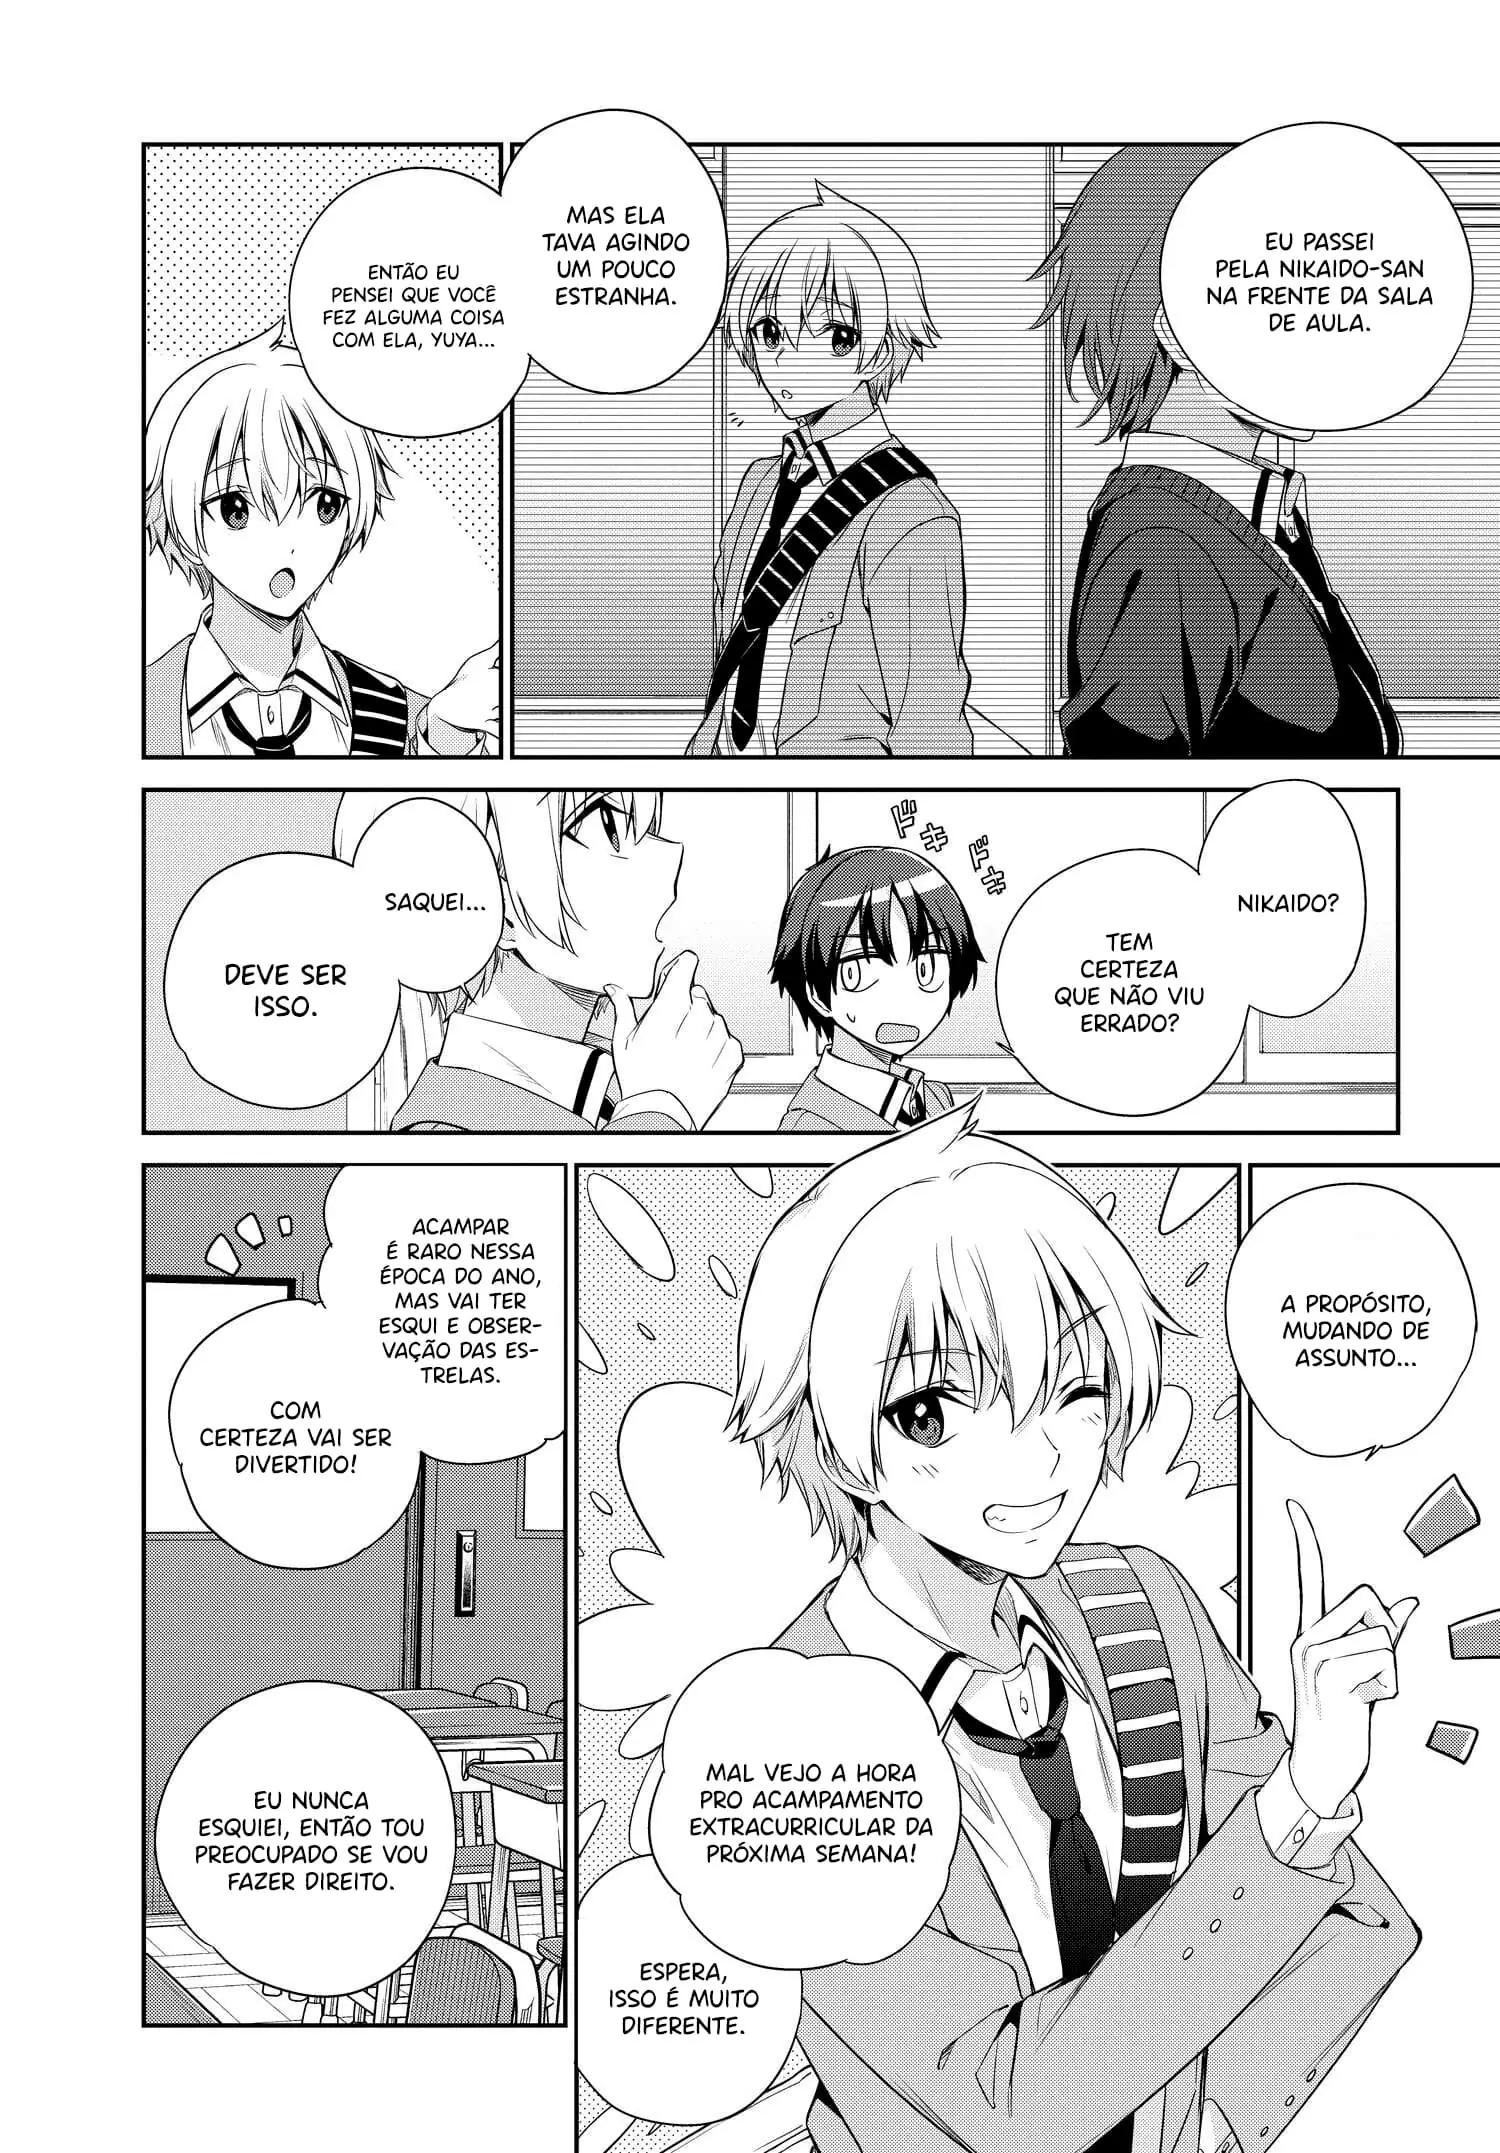 EU PASSEI
PELA NIKAIDO-SAN
NA FRENTE DA SALA
DE AULA.
MAS ELA
TAVA AGINDO
UM POUCO
ESTRANHA.
ENTÃO EU
PENSEI QUE VOCÊ
FEZ ALGUMA COISA
COM ELA, YUYA...
NIKAIDO?
TEM
CERTEZA
QUE NÃO VIU
ERRADO?
ドキ
ドキ
SAQUEI...
DEVE SER
ISSO.
A PROPÓSITO,
MUDANDO DE
ASSUNTO...
MAL VEJO A HORA
PRO ACAMPAMENTO
EXTRACURRICULAR DA
PRÓXIMA SEMANA!
ESPERA,
ISSO É MUITO
DIFERENTE.
ACAMPAR
É RARO NESSA
ÉPOCA DO ANO,
MAS VAI TER
ESQUI E OBSER-
VAÇÃO DAS ES-
TRELAS.
COM
CERTEZA VAI SER
DIVERTIDO!
EU NUNCA
ESQUIEI, ENTÃO TOU
PREOCUPADO SE VOU
FAZER DIREITO.